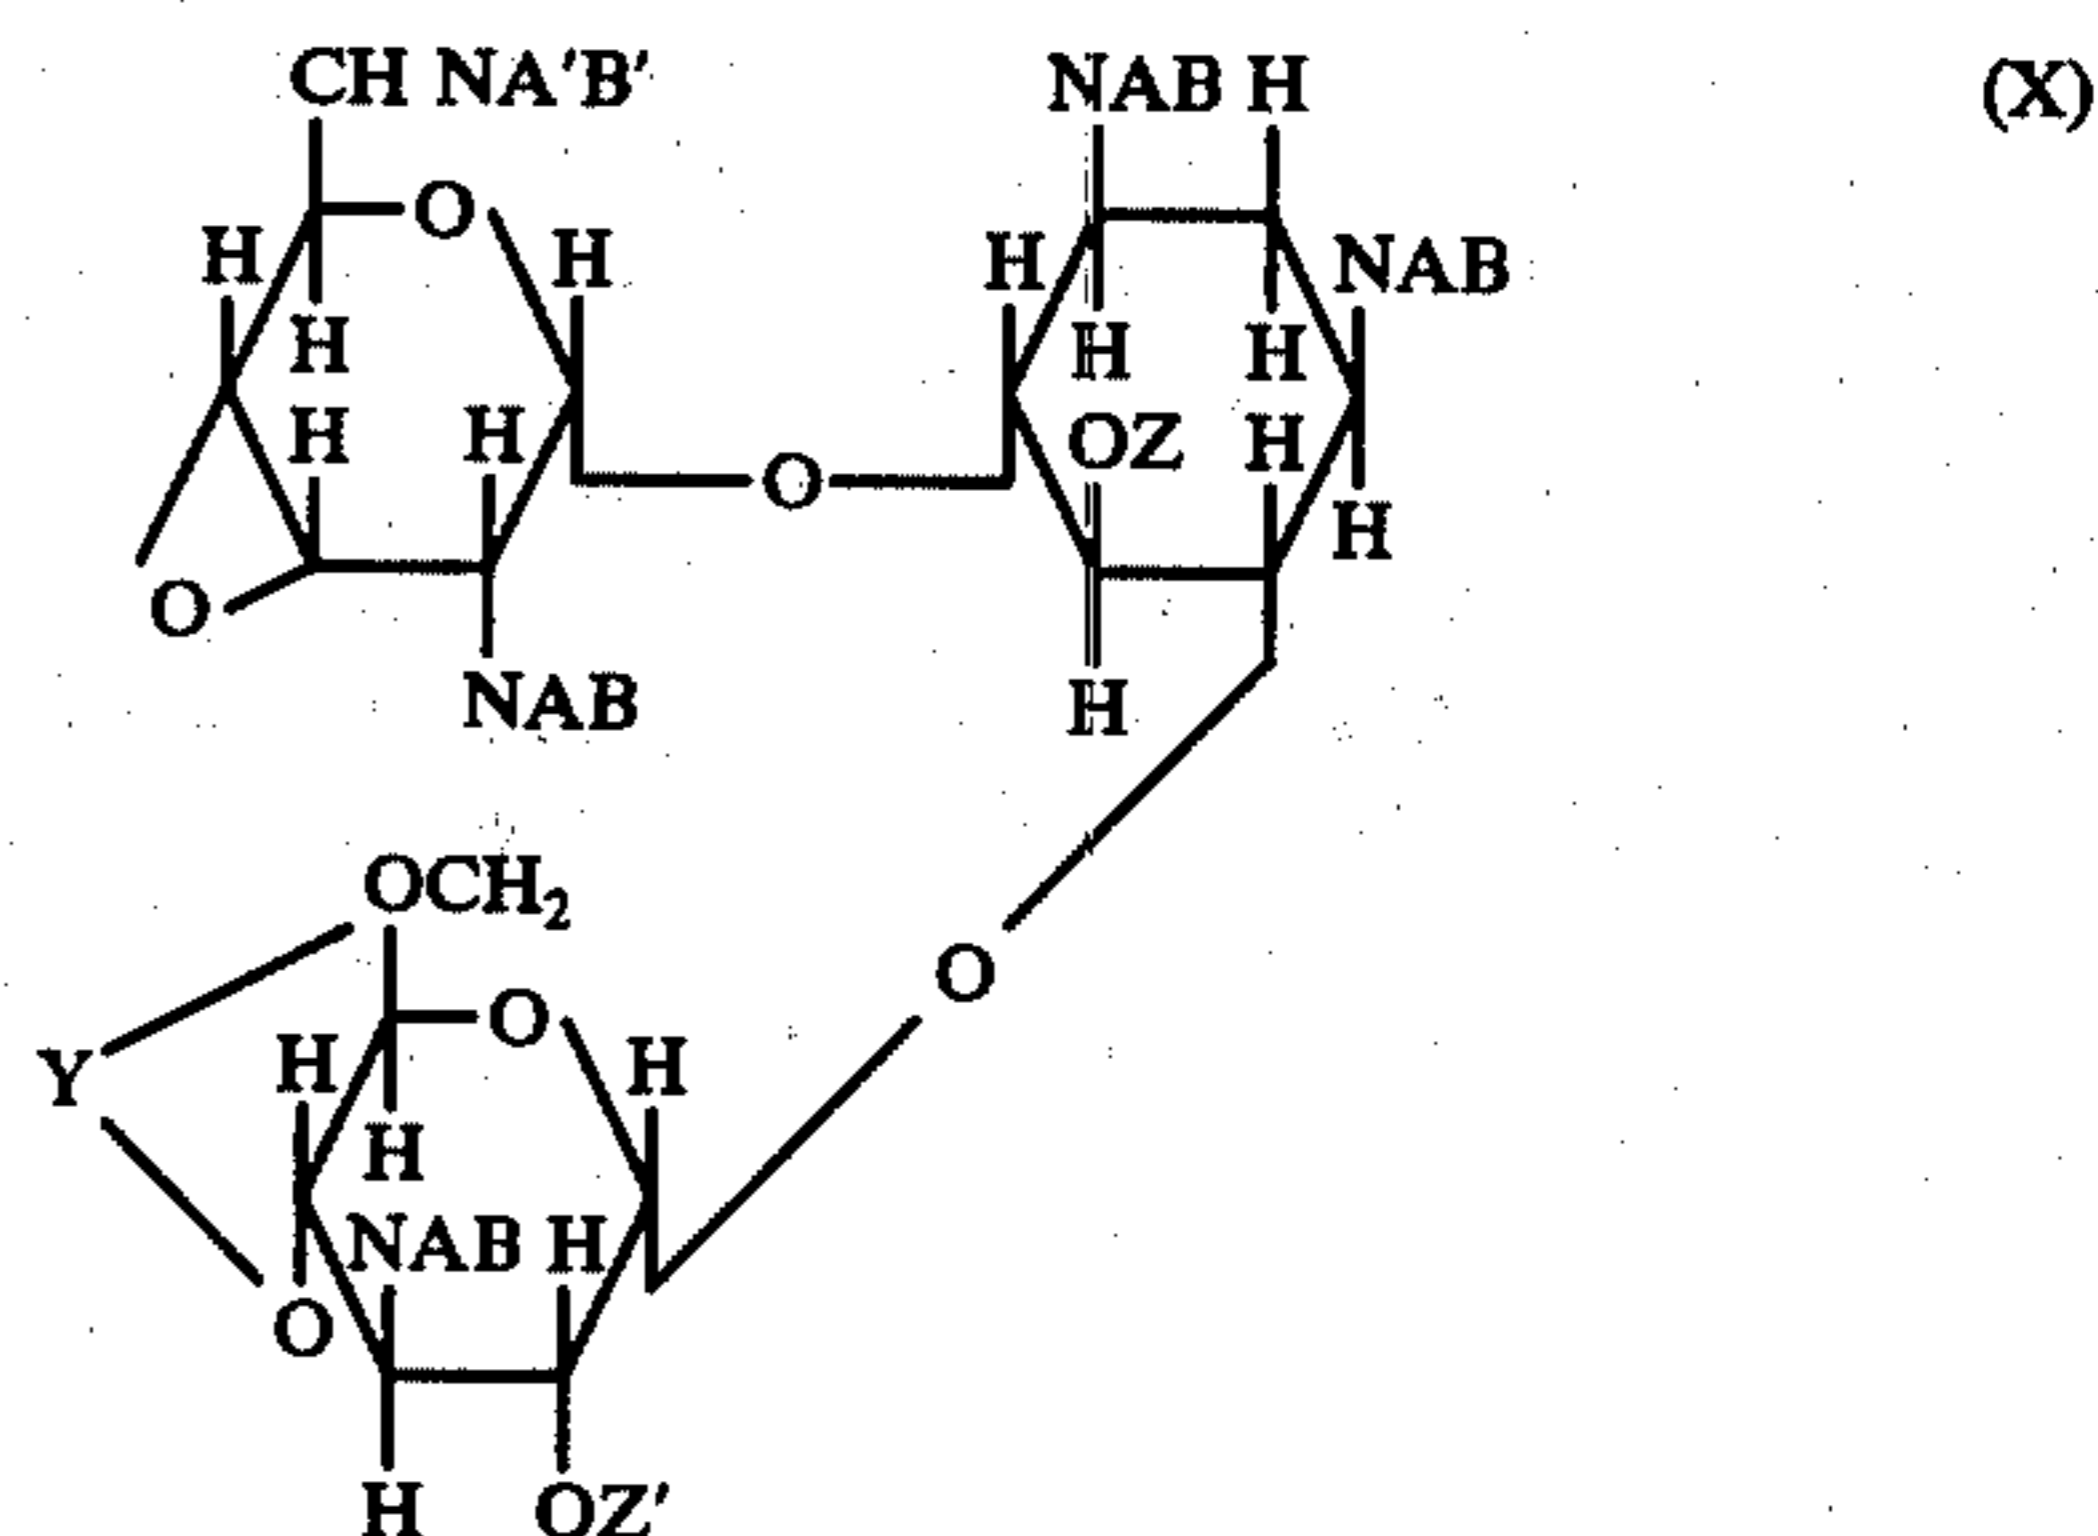 CH NA'B' NAB H (X)
O
H H H NAB
H H H
H H OZ H
O
H
O
NAB H
OCH₂
O
O
H H
Y
H
NAB H
O
H OZ'